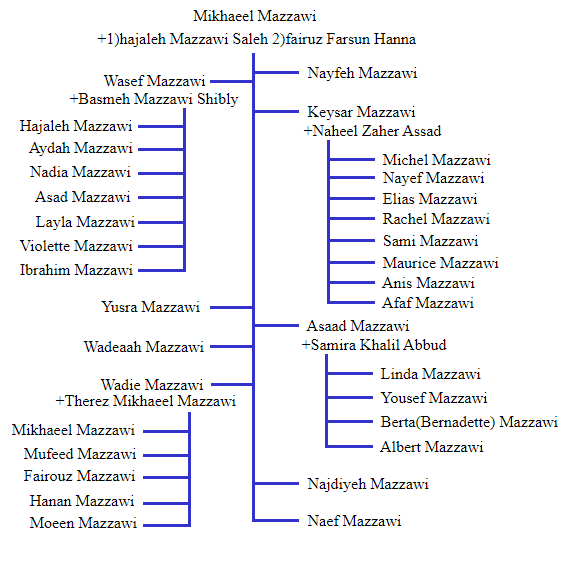 Mikhaeel Mazzawi
+1)hajaleh Mazzawi Saleh 2)fairuz Farsun Hanna
Wasef Mazzawi
+Basmeh Mazzawi Shibly
Hajaleh Mazzawi
Aydah Mazzawi
Nadia Mazzawi
Asad Mazzawi
Layla Mazzawi
Violette Mazzawi
Ibrahim Mazzawi
Yusra Mazzawi
Wadeaah Mazzawi
Wadie Mazzawi
+Therez Mikhaeel Mazzawi
Mikhaeel Mazzawi
Mufeed Mazzawi
Fairouz Mazzawi
Hanan Mazzawi
Moeen Mazzawi
Nayfeh Mazzawi
Keysar Mazzawi
+Naheel Zaher Assad
Michel Mazzawi
Nayef Mazzawi
Elias Mazzawi
Rachel Mazzawi
Sami Mazzawi
Maurice Mazzawi
Anis Mazzawi
Afaf Mazzawi
Asaad Mazzawi
+Samira Khalil Abbud
Linda Mazzawi
Yousef Mazzawi
Berta(Bernadette) Mazzawi
Albert Mazzawi
Najdiyeh Mazzawi
Naef Mazzawi